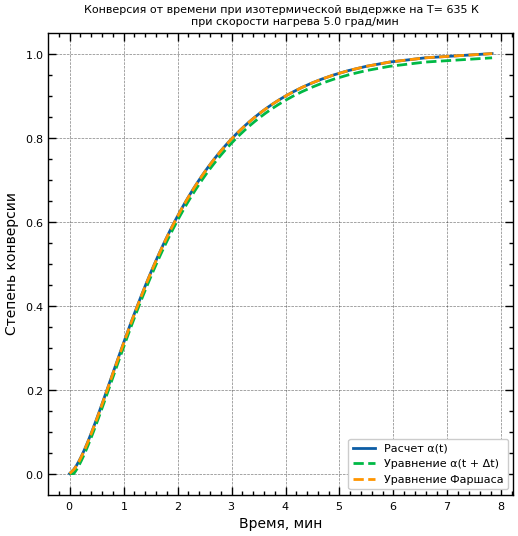 Конверсия от времени при изотермической выдержке на T= 635 К
при скорости нагрева 5.0 град/мин
Степень конверсии
1.0
0.8
0.6
0.4
0.2
0.0
0 1 2 3 4 5 6 7 8
Время, мин
Расчет α(t)
Уравнение α(t + Δt)
Уравнение Фаршаса